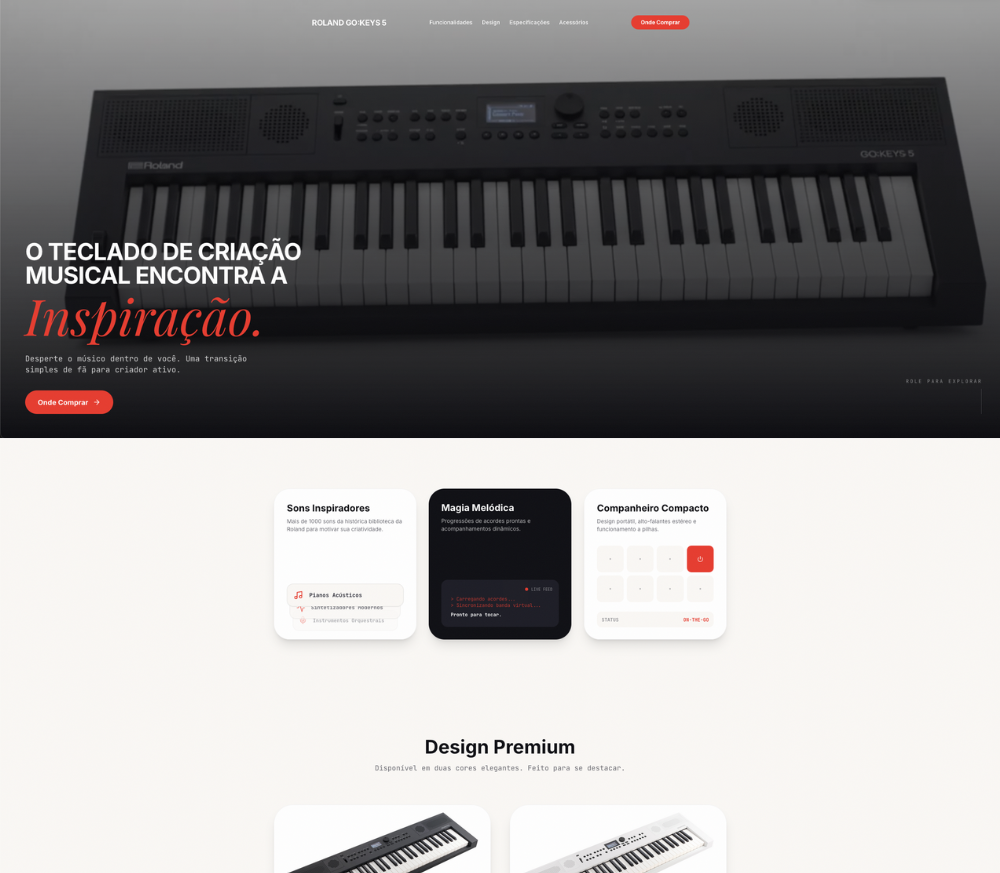 ROLAND GO:KEYS 5
Funcionalidades
Design
Especificações
Acessórios
Onde Comprar
Roland
GO:KEYS 5
O TECLADO DE CRIAÇÃO
MUSICAL ENCONTRA A
Inspiração.
Desperte o músico dentro de você. Uma transição
simples de fã para criador ativo.
Onde Comprar →
ROLE PARA EXPLORAR
Sons Inspiradores
Mais de 1000 sons da histórica biblioteca da
Roland para motivar sua criatividade.
Pianos Acústicos
Sintetizadores Modernos
Instrumentos Orquestrais
Magia Melódica
Progressões de acordes prontas e
acompanhamentos dinâmicos.
LIVE FEED
> Carregando acordes...
> Sincronizando banda virtual...
Pronto para tocar.
Companheiro Compacto
Design portátil, alto-falantes estéreo e
funcionamento a pilhas.
STATUS
ON-THE-GO
Design Premium
Disponível em duas cores elegantes. Feito para se destacar.